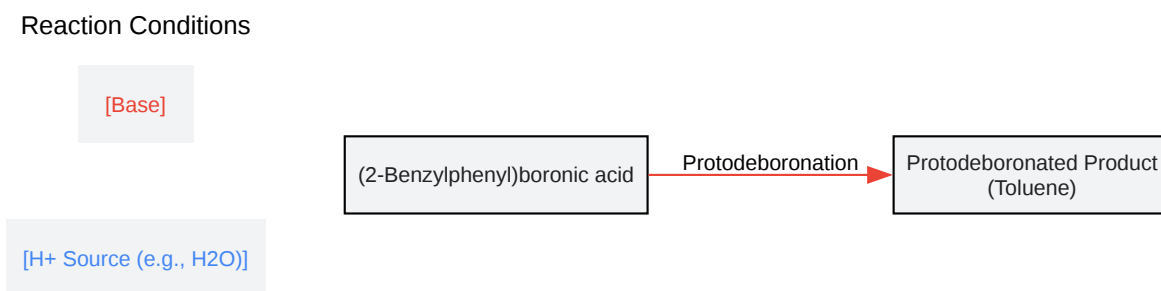 Reaction Conditions
[Base]
(2-Benzylphenyl)boronic acid
Protodeboronation
Protodeboronated Product
(Toluene)
[H+ Source (e.g., H2O)]